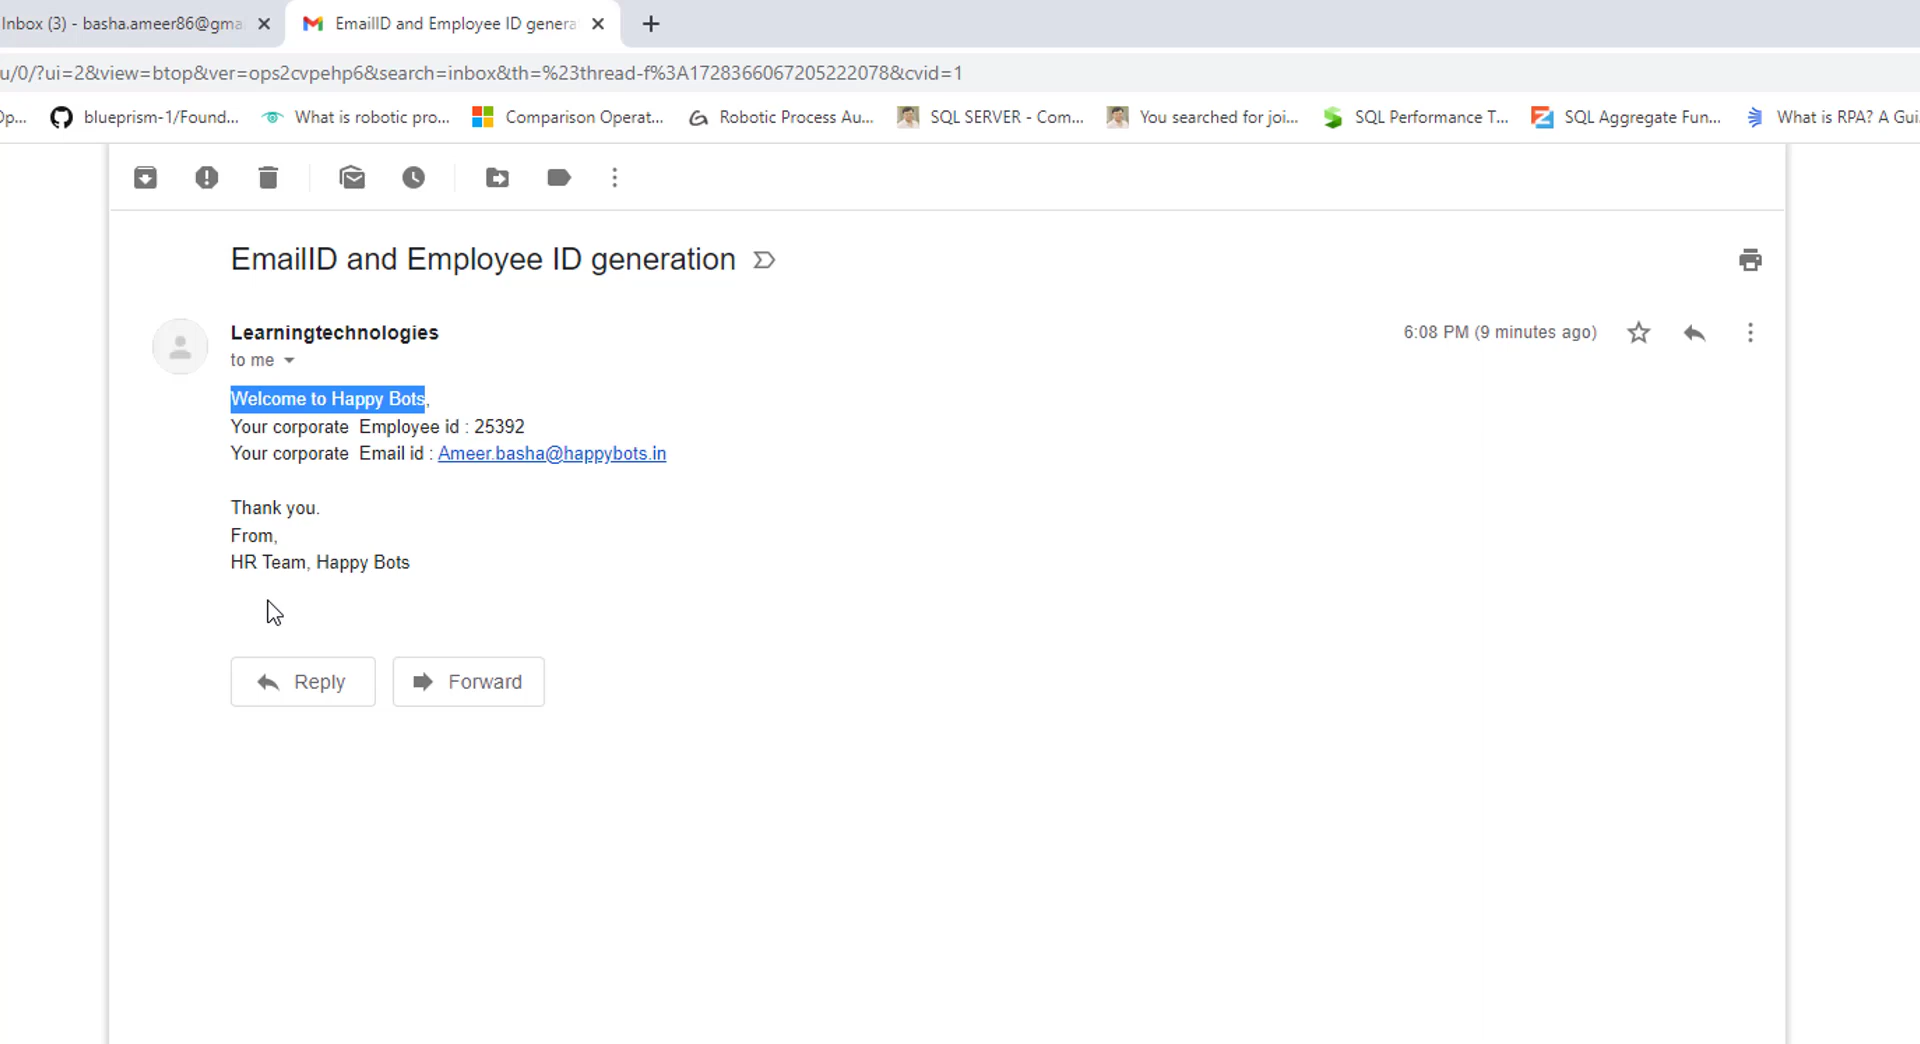 Inbox (3) - basha.ameer86@gma
EmailID and Employee ID genera
u/0/?ui=2&view=btop&ver=ops2cvpehp6&search=inbox&th=%23thread-f%3A1728366067205222078&cvid=1
Op... blueprism-1/Found... What is robotic pro... Comparison Operat... Robotic Process Au... SQL SERVER - Com... You searched for joi... SQL Performance T... SQL Aggregate Fun... What is RPA? A Gui
EmailID and Employee ID generation
Learningtechnologies 6:08 PM (9 minutes ago)
to me
Welcome to Happy Bots,
Your corporate Employee id : 25392
Your corporate Email id : Ameer.basha@happybots.in
Thank you.
From,
HR Team, Happy Bots
Reply Forward